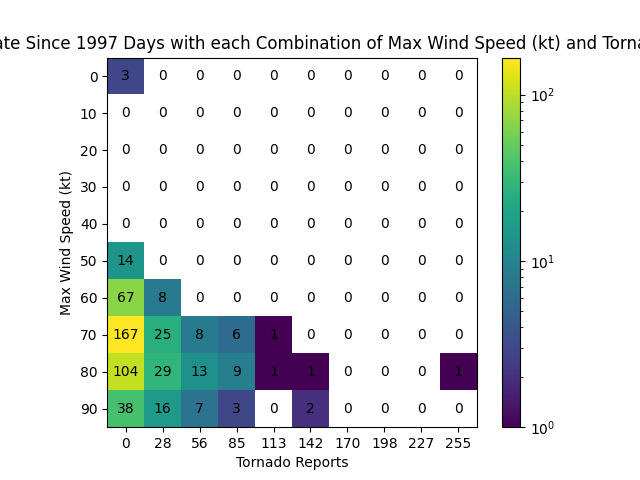 ate Since 1997 Days with each Combination of Max Wind Speed (kt) and Torna
0 3 0 0 0 0 0 0 0 0 0
10 0 0 0 0 0 0 0 0 0 0
20 0 0 0 0 0 0 0 0 0 0
30 0 0 0 0 0 0 0 0 0 0
40 0 0 0 0 0 0 0 0 0 0
50 14 0 0 0 0 0 0 0 0 0
60 67 8 0 0 0 0 0 0 0 0
70 167 25 8 6 1 0 0 0 0 0
80 104 29 13 9 1 1 0 0 0 1
90 38 16 7 3 0 2 0 0 0 0
0 28 56 85 113 142 170 198 227 255
Tornado Reports
Max Wind Speed (kt)
10²
10¹
10⁰